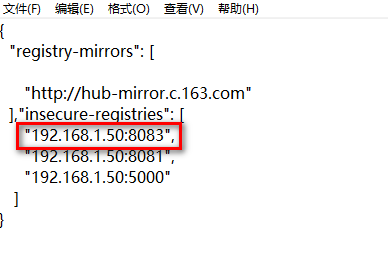 文件(F) 编辑(E) 格式(O) 查看(V) 帮助(H)
{
"registry-mirrors": [
"http://hub-mirror.c.163.com"
],"insecure-registries": [
"192.168.1.50:8083",
"192.168.1.50:8081",
"192.168.1.50:5000"
]
}